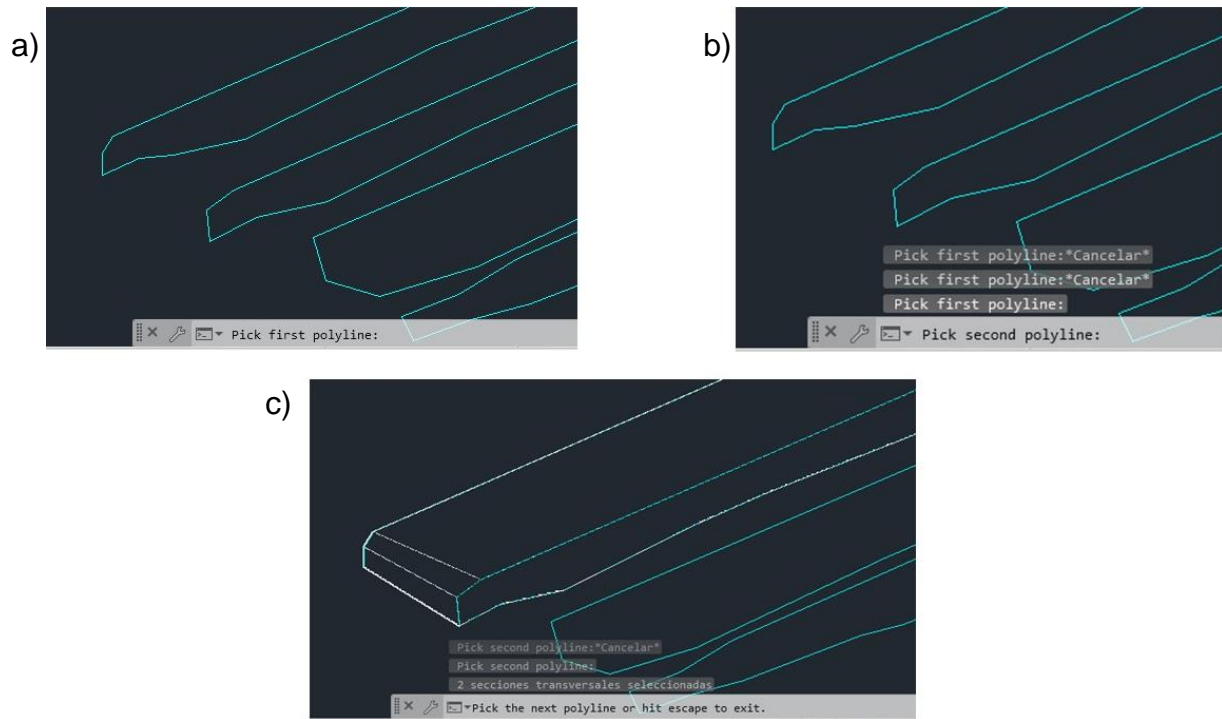 a)
Pick first polyline:
b)
Pick first polyline:*Cancelar*
Pick first polyline:*Cancelar*
Pick first polyline:
Pick second polyline:
c)
Pick second polyline:*Cancelar*
Pick second polyline:
2 secciones transversales seleccionadas
Pick the next polyline or hit escape to exit.